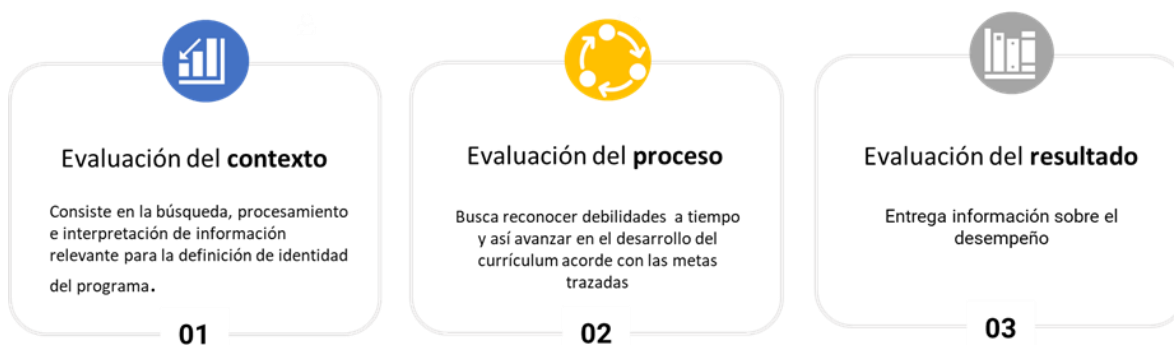 Evaluación del contexto
Consiste en la búsqueda, procesamiento
e interpretación de información
relevante para la definición de identidad
del programa.
01
Evaluación del proceso
Busca reconocer debilidades a tiempo
y así avanzar en el desarrollo del
currículum acorde con las metas
trazadas
02
Evaluación del resultado
Entrega información sobre el
desempeño
03